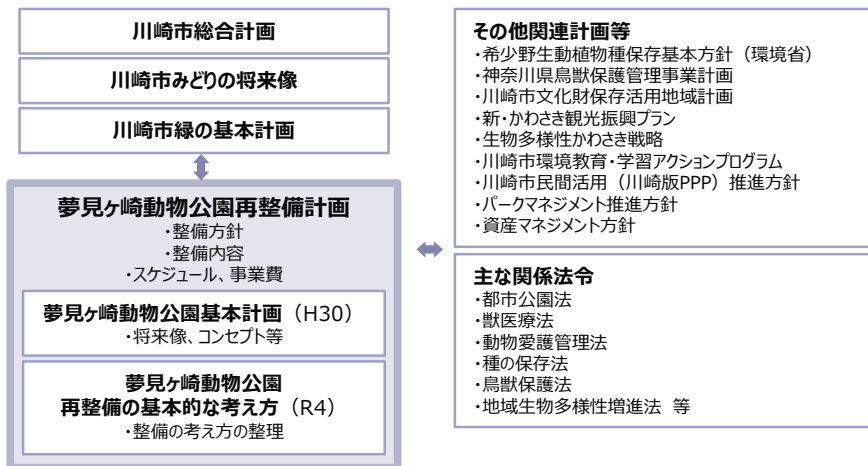 川崎市総合計画
川崎市みどりの将来像
川崎市緑の基本計画
夢見ヶ崎動物公園再整備計画
・整備方針
・整備内容
・スケジュール、事業費
夢見ヶ崎動物公園基本計画（H30）
・将来像、コンセプト等
夢見ヶ崎動物公園
再整備の基本的な考え方（R4）
・整備の考え方の整理
その他関連計画等
・希少野生動植物種保存基本方針（環境省）
・神奈川県鳥獣保護管理事業計画
・川崎市文化財保存活用地域計画
・新・かわさき観光振興プラン
・生物多様性かわさき戦略
・川崎市環境教育・学習アクションプログラム
・川崎市民間活用（川崎版PPP）推進方針
・パークマネジメント推進方針
・資産マネジメント方針
主な関係法令
・都市公園法
・獣医療法
・動物愛護管理法
・種の保存法
・鳥獣保護法
・地域生物多様性増進法 等